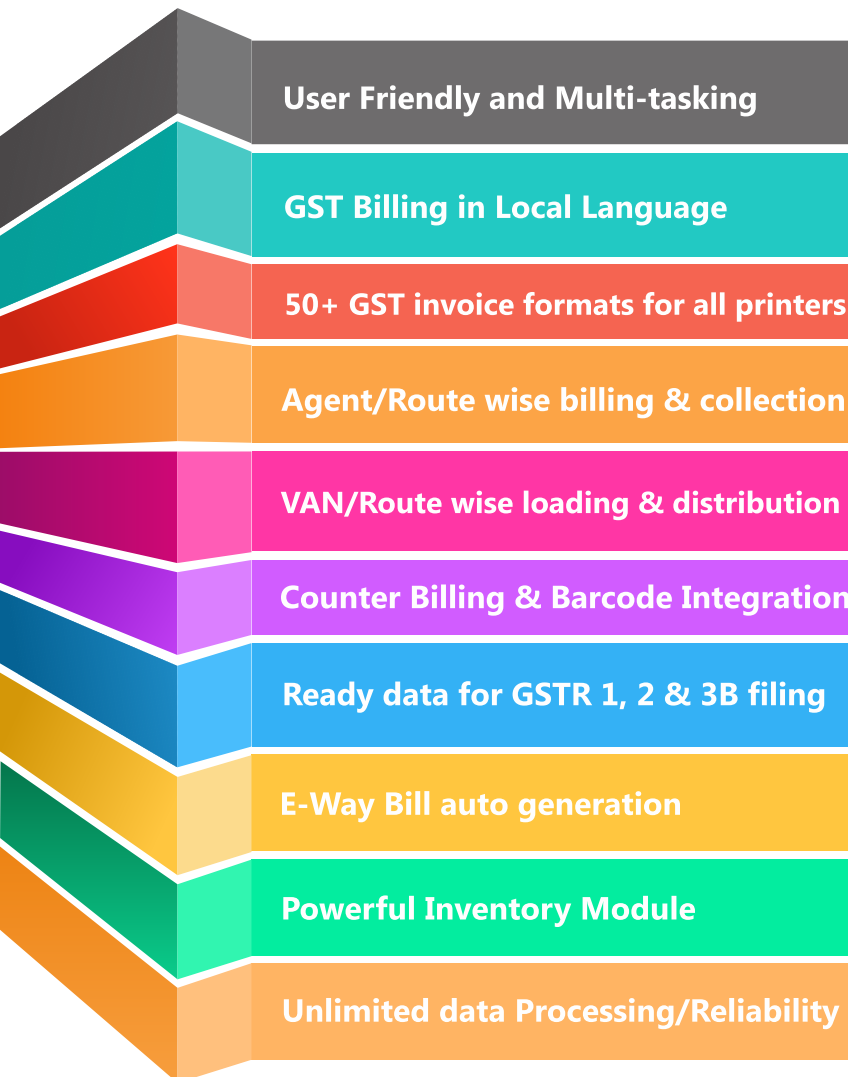 User Friendly and Multi-tasking
GST Billing in Local Language
50+ GST invoice formats for all printers
Agent/Route wise billing & collection
VAN/Route wise loading & distribution
Counter Billing & Barcode Integration
Ready data for GSTR 1, 2 & 3B filing
E-Way Bill auto generation
Powerful Inventory Module
Unlimited data Processing/Reliability